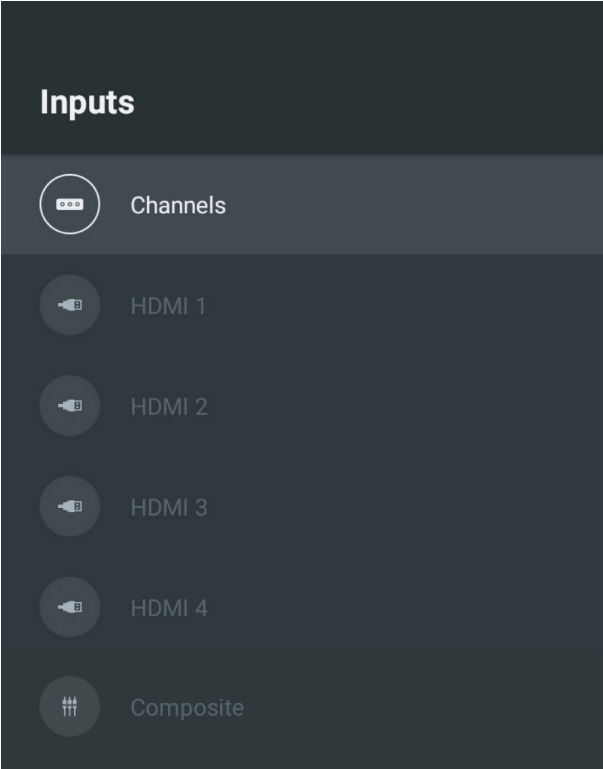 Inputs
Channels
HDMI 1
HDMI 2
HDMI 3
HDMI 4
Composite